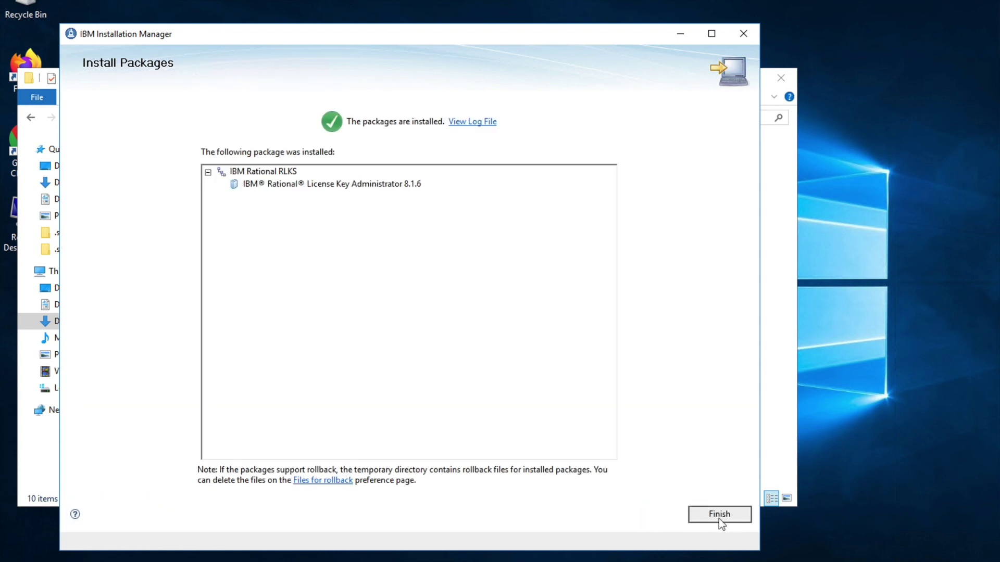 Recycle Bin
IBM Installation Manager
Install Packages
File
The packages are installed. View Log File
The following package was installed:
IBM Rational RLKS
IBM® Rational® License Key Administrator 8.1.6
Qu
D
D
D
P
.s
.s
Th
D
D
D
M
P
V
L
Ne
Note: If the packages support rollback, the temporary directory contains rollback files for installed packages. You
can delete the files on the Files for rollback preference page.
10 items
Finish